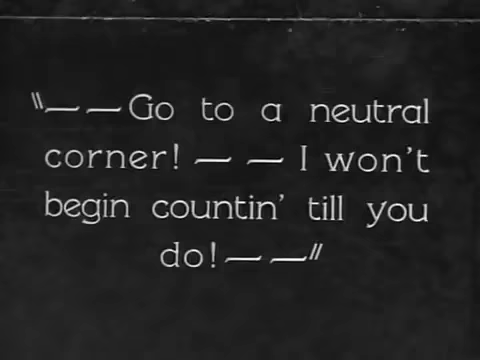 "— — Go to a neutral
corner! — — I won't
begin countin' till you
do! — —"